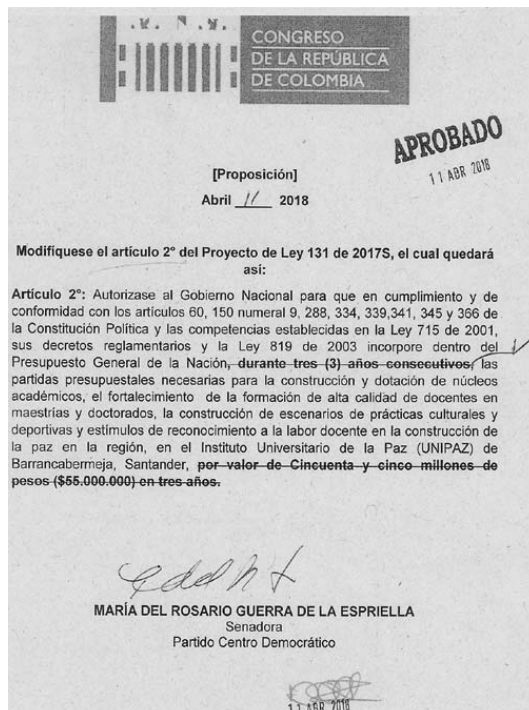 CONGRESO
DE LA REPÚBLICA
DE COLOMBIA
APROBADO
11 ABR 2018
[Proposición]
Abril 11 2018
Modifíquese el artículo 2° del Proyecto de Ley 131 de 2017S, el cual quedará
así:
Artículo 2°: Autorizase al Gobierno Nacional para que en cumplimiento y de
conformidad con los artículos 60, 150 numeral 9, 288, 334, 339,341, 345 y 366 de
la Constitución Política y las competencias establecidas en la Ley 715 de 2001,
sus decretos reglamentarios y la Ley 819 de 2003 incorpore dentro del
Presupuesto General de la Nación, durante tres (3) años consecutivos, las
partidas presupuestales necesarias para la construcción y dotación de núcleos
académicos, el fortalecimiento de la formación de alta calidad de docentes en
maestrías y doctorados, la construcción de escenarios de prácticas culturales y
deportivas y estímulos de reconocimiento a la labor docente en la construcción de
la paz en la región, en el Instituto Universitario de la Paz (UNIPAZ) de
Barrancabermeja, Santander, por valor de Cincuenta y cinco millones de
pesos ($55.000.000) en tres años.
MARÍA DEL ROSARIO GUERRA DE LA ESPRIELLA
Senadora
Partido Centro Democrático
11 ABR 2018